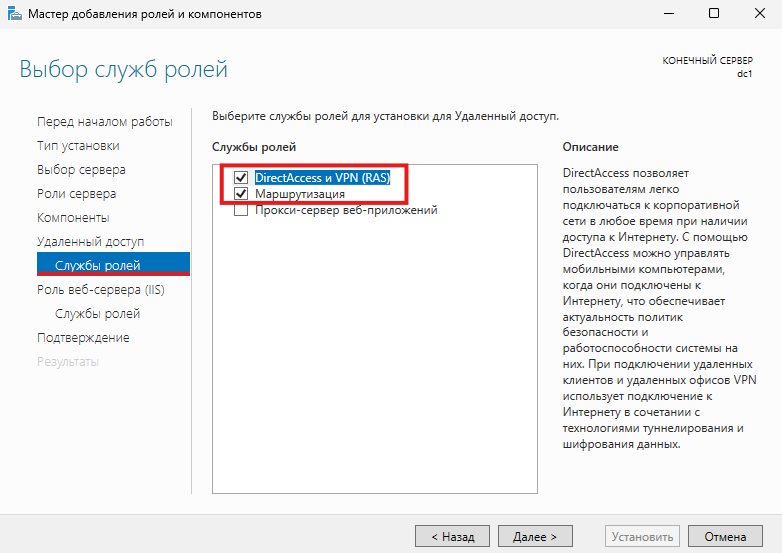 Мастер добавления ролей и компонентов
Выбор служб ролей
КОНЕЧНЫЙ СЕРВЕР
dc1
Перед началом работы
Тип установки
Выбор сервера
Роли сервера
Компоненты
Удаленный доступ
Службы ролей
Роль веб-сервера (IIS)
Службы ролей
Подтверждение
Результаты
Выберите службы ролей для установки для Удаленный доступ.
Службы ролей
DirectAccess и VPN (RAS)
Маршрутизация
Прокси-сервер веб-приложений
Описание
DirectAccess позволяет
пользователям легко
подключаться к корпоративной
сети в любое время при наличии
доступа к Интернету. С помощью
DirectAccess можно управлять
мобильными компьютерами,
когда они подключены к
Интернету, что обеспечивает
актуальность политик
безопасности и
работоспособности системы на
них. При подключении удаленных
клиентов и удаленных офисов VPN
использует подключение к
Интернету в сочетании с
технологиями туннелирования и
шифрования данных.
< Назад
Далее >
Установить
Отмена